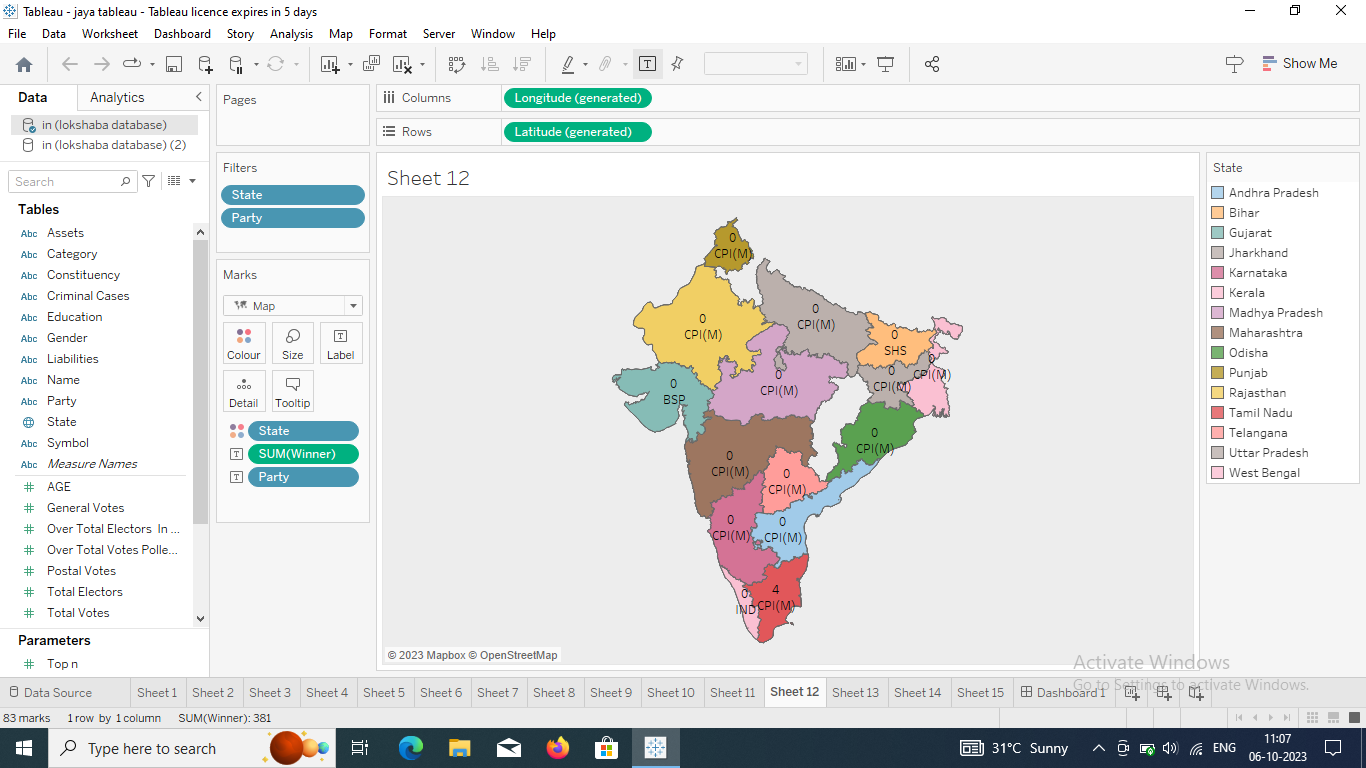 Tableau - jaya tableau - Tableau licence expires in 5 days
File Data Worksheet Dashboard Story Analysis Map Format Server Window Help
Show Me
Data Analytics
Pages
Columns Longitude (generated)
in (lokshaba database)
Rows Latitude (generated)
in (lokshaba database) (2)
Search
Tables
Abc Assets
Abc Category
Abc Constituency
Abc Criminal Cases
Abc Education
Abc Gender
Abc Liabilities
Abc Name
Abc Party
State
Abc Symbol
Abc Measure Names
# AGE
# General Votes
# Over Total Electors In ...
# Over Total Votes Polle...
# Postal Votes
# Total Electors
# Total Votes
Parameters
# Top n
Filters
State
Party
Marks
Map
Colour Size Label
Detail Tooltip
State
SUM(Winner)
Party
Sheet 12
0
CPI(M)
0
CPI(M)
0
CPI(M)
0
SHS
0
CPI(M)
0
CPI(M)
0
CPI(M)
0
BSP
0
CPI(M)
0
CPI(M)
0
CPI(M)
0
CPI(M)
0
CPI(M)
4
CPI(M)
0
IND
© 2023 Mapbox © OpenStreetMap
State
Andhra Pradesh
Bihar
Gujarat
Jharkhand
Karnataka
Kerala
Madhya Pradesh
Maharashtra
Odisha
Punjab
Rajasthan
Tamil Nadu
Telangana
Uttar Pradesh
West Bengal
Activate Windows
Go to Settings to activate Windows.
Data Source Sheet 1 Sheet 2 Sheet 3 Sheet 4 Sheet 5 Sheet 6 Sheet 7 Sheet 8 Sheet 9 Sheet 10 Sheet 11 Sheet 12 Sheet 13 Sheet 14 Sheet 15 Dashboard 1
83 marks 1 row by 1 column SUM(Winner): 381
Type here to search
31°C Sunny
ENG
11:07
06-10-2023